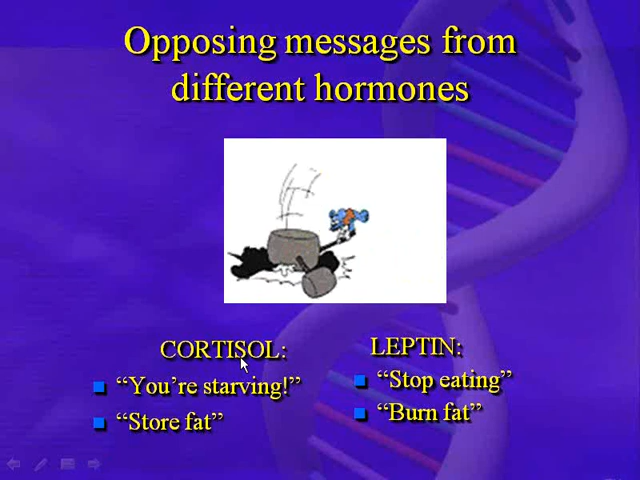 Opposing messages from
different hormones
CORTISOL:
“You’re starving!”
“Store fat”
LEPTIN:
“Stop eating”
“Burn fat”